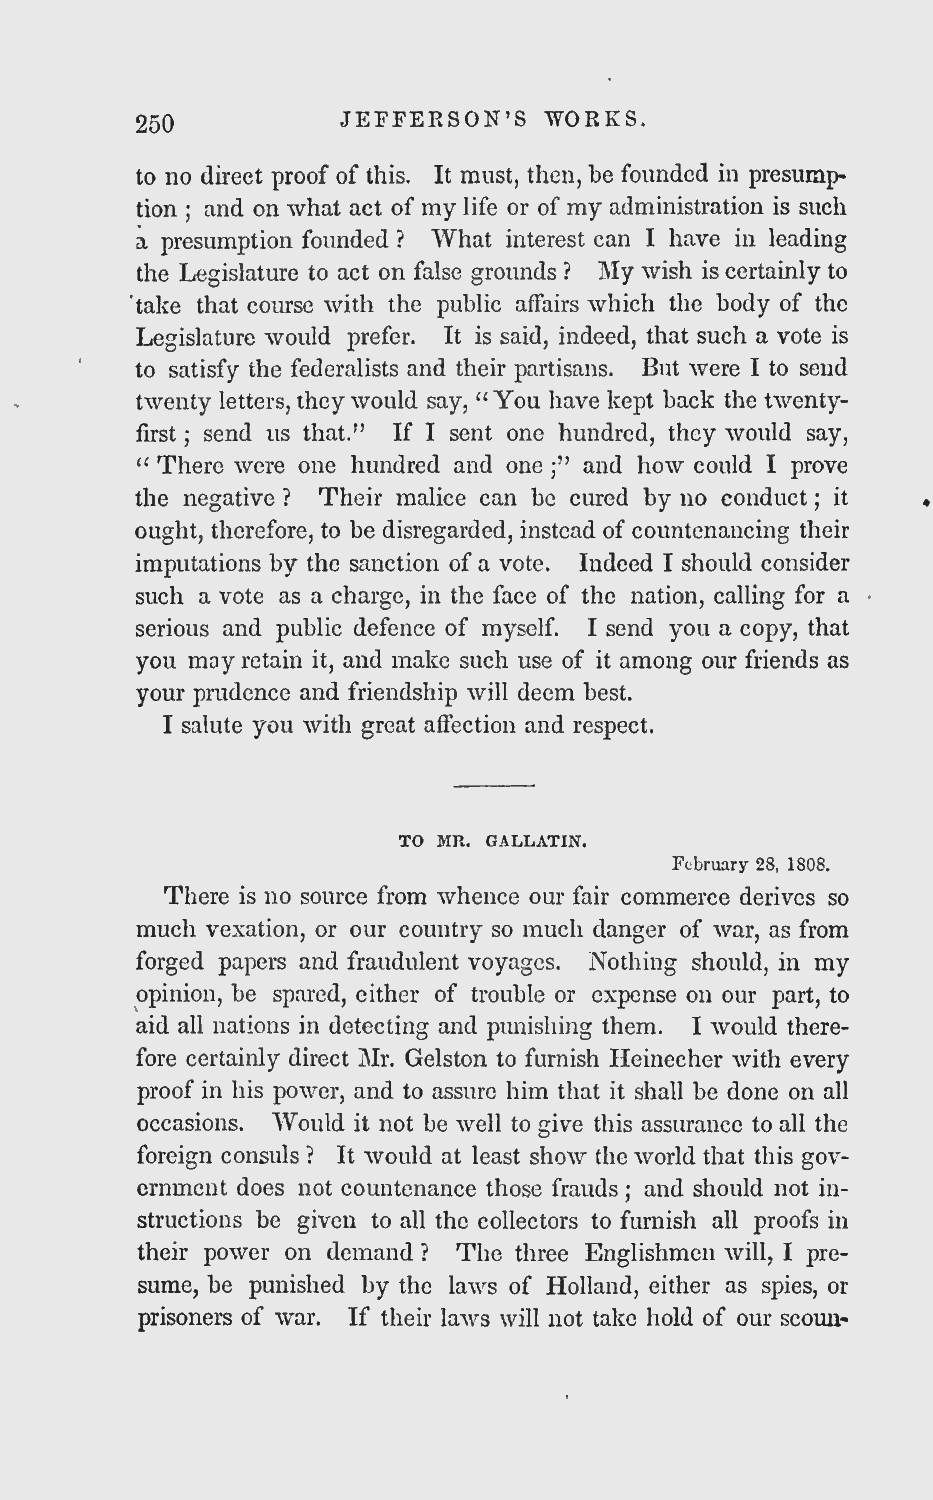 250 JEFFERSON'S WORKS.
to no direct proof of this. It must, then, be founded in presump-
tion ; and on what act of my life or of my administration is such
a presumption founded ? What interest can I have in leading
the Legislature to act on false grounds ? My wish is certainly to
take that course with the public affairs which the body of the
Legislature would prefer. It is said, indeed, that such a vote is
to satisfy the federalists and their partisans. But were I to send
twenty letters, they would say, " You have kept back the twenty-
first ; send us that." If I sent one hundred, they would say,
" There were one hundred and one ;" and how could I prove
the negative ? Their malice can be cured by no conduct ; it
ought, therefore, to be disregarded, instead of countenancing their
imputations by the sanction of a vote. Indeed I should consider
such a vote as a charge, in the face of the nation, calling for a
serious and public defence of myself. I send you a copy, that
you may retain it, and make such use of it among our friends as
your prudence and friendship will deem best.
I salute you with great affection and respect.
TO MR. GALLATIN.
February 28, 1808.
There is no source from whence our fair commerce derives so
much vexation, or our country so much danger of war, as from
forged papers and fraudulent voyages. Nothing should, in my
opinion, be spared, either of trouble or expense on our part, to
aid all nations in detecting and punishing them. I would there-
fore certainly direct Mr. Gelston to furnish Heinecher with every
proof in his power, and to assure him that it shall be done on all
occasions. Would it not be well to give this assurance to all the
foreign consuls ? It would at least show the world that this gov-
ernment does not countenance those frauds ; and should not in-
structions be given to all the collectors to furnish all proofs in
their power on demand ? The three Englishmen will, I pre-
sume, be punished by the laws of Holland, either as spies, or
prisoners of war. If their laws will not take hold of our scoun-